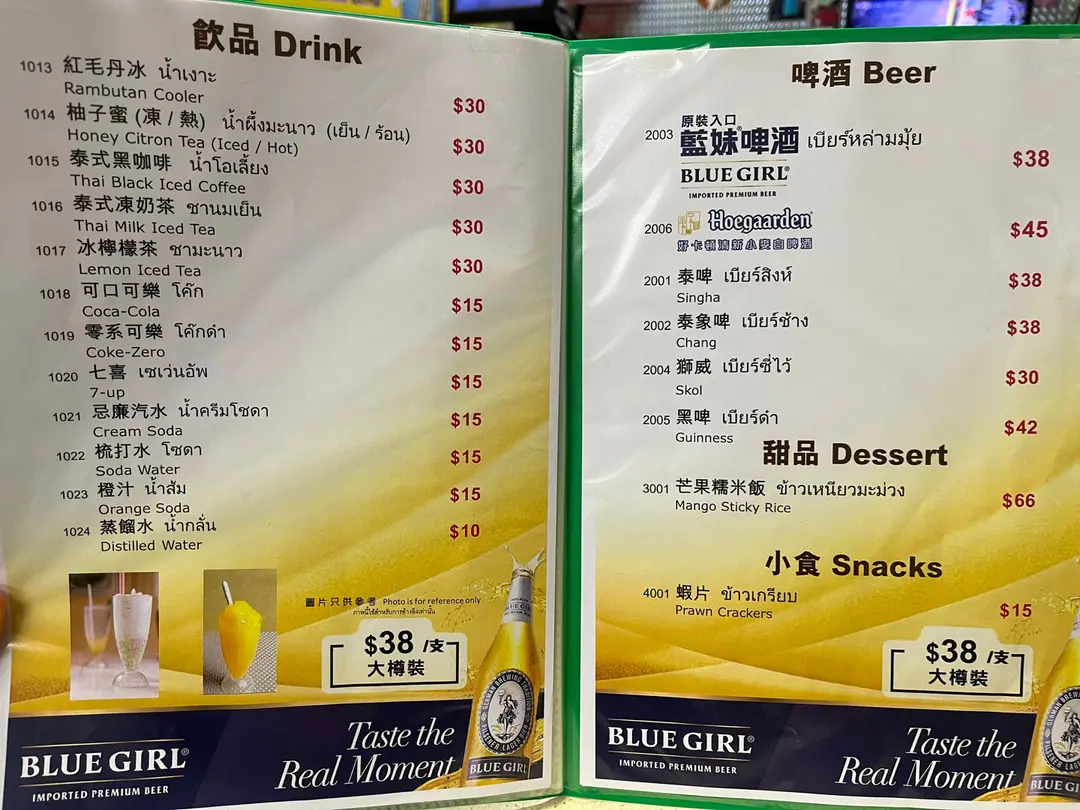 飲品 Drink
1013 紅毛丹冰 น้ำเงาะ
Rambutan Cooler
$30
1014 柚子蜜 (凍 / 熱) น้ำผึ้งมะนาว (เย็น / ร้อน)
Honey Citron Tea (Iced / Hot)
$30
1015 泰式黑咖啡 น้ำโอเลี้ยง
Thai Black Iced Coffee
$30
1016 泰式凍奶茶 ชานมเย็น
Thai Milk Iced Tea
$30
1017 冰檸檬茶 ชามะนาว
Lemon Iced Tea
$30
1018 可口可樂 โค๊ก
Coca-Cola
$15
1019 零系可樂 โค๊กดำ
Coke-Zero
$15
1020 七喜 เซเว่นอัพ
7-up
$15
1021 忌廉汽水 น้ำครีมโซดา
Cream Soda
$15
1022 梳打水 โซดา
Soda Water
$15
1023 橙汁 น้ำส้ม
Orange Soda
$15
1024 蒸餾水 น้ำกลั่น
Distilled Water
$10
圖片只供參考 Photo is for reference only
$38 /支
大樽裝
BLUE GIRL®
IMPORTED PREMIUM BEER
Taste the
Real Moment
BLUE GIRL
啤酒 Beer
2003 原裝入口
藍妹®啤酒 เบียร์หล่ามมุ้ย
BLUE GIRL®
IMPORTED PREMIUM BEER
$38
2006 Hoegaarden
好卡頓清新小麥白啤酒
$45
2001 泰啤 เบียร์สิงห์
Singha
$38
2002 泰象啤 เบียร์ช้าง
Chang
$38
2004 獅威 เบียร์ซี่ไว้
Skol
$30
2005 黑啤 เบียร์ดำ
Guinness
$42
甜品 Dessert
3001 芒果糯米飯 ข้าวเหนียวมะม่วง
Mango Sticky Rice
$66
小食 Snacks
4001 蝦片 ข้าวเกรียบ
Prawn Crackers
$15
$38 /支
大樽裝
BLUE GIRL®
IMPORTED PREMIUM BEER
Taste the
Real Moment